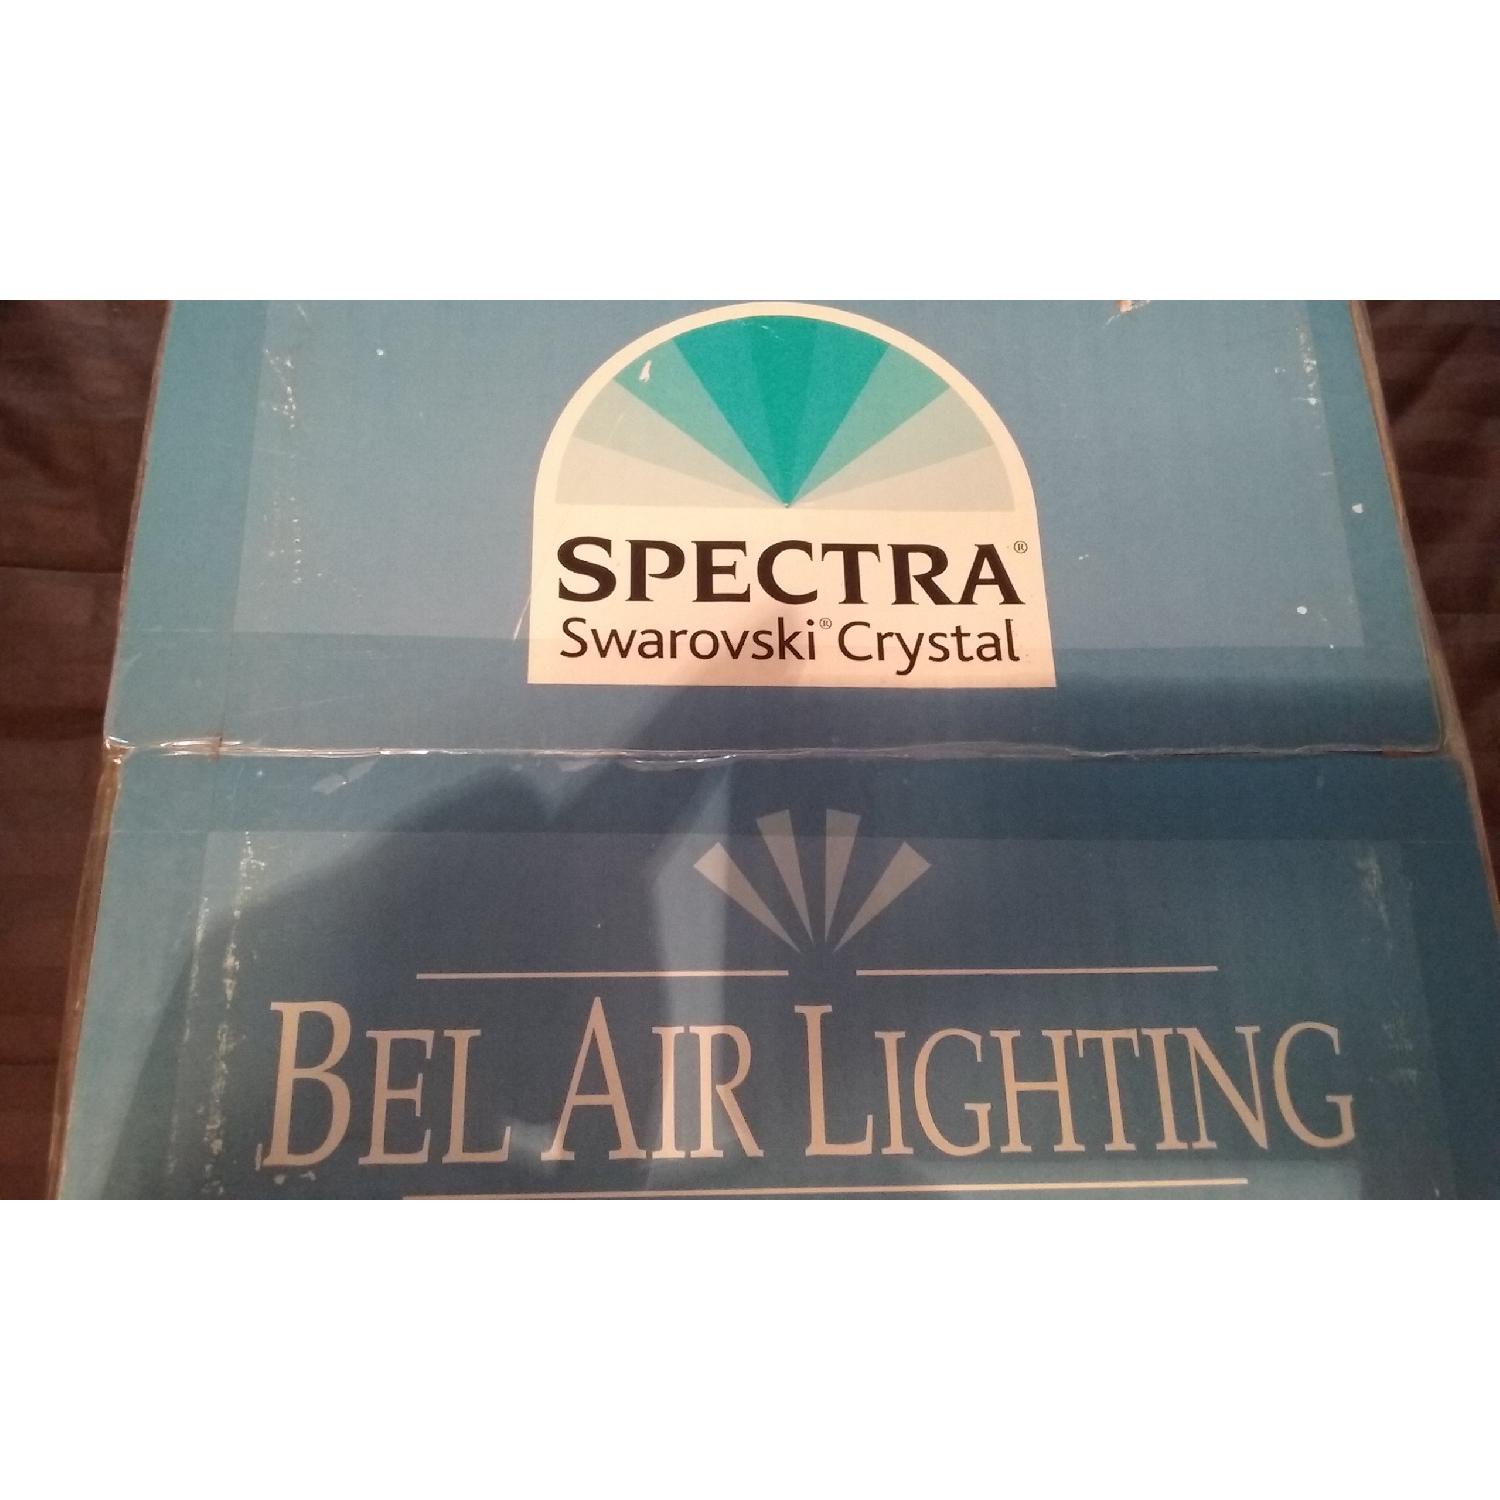 SPECTRA®
Swarovski® Crystal
BEL AIR LIGHTING